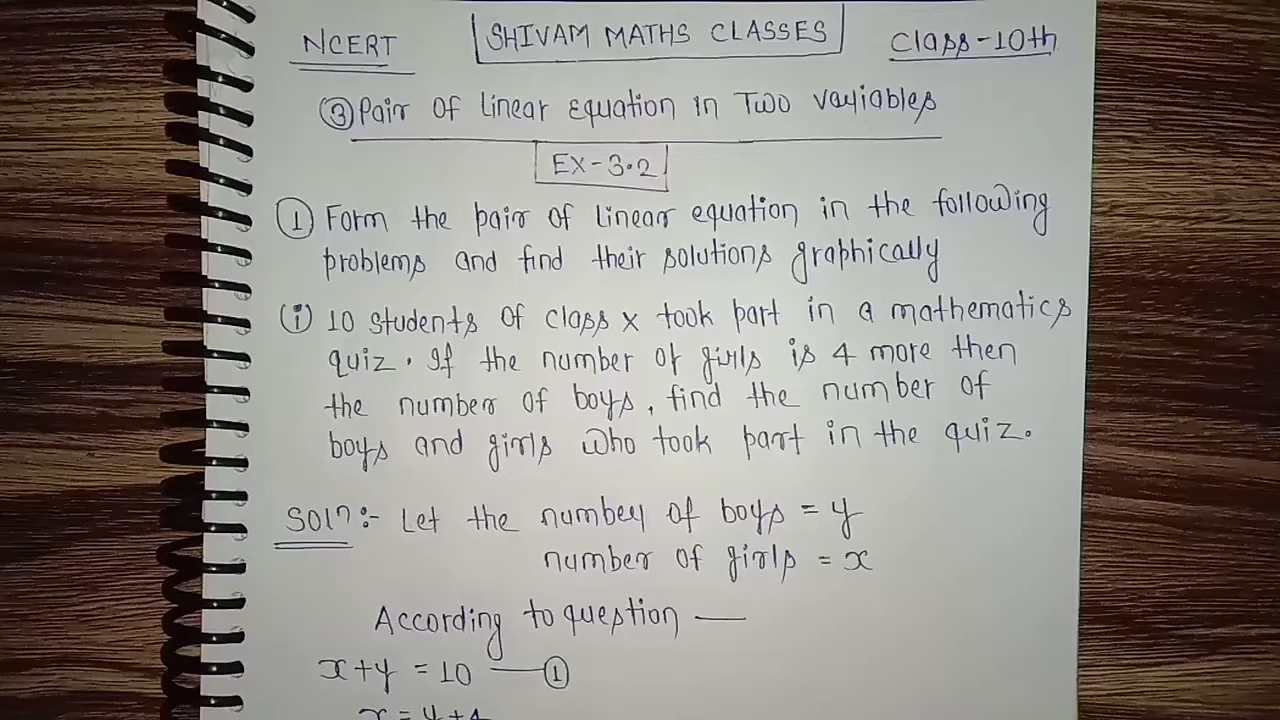 NCERT
SHIVAM MATHS CLASSES
Class-10th
③ Pair of linear Equation in Two variables
EX-3.2
① Form the pair of linear equation in the following
problems and find their solutions graphically
(i) 10 students of class x took part in a mathematics
quiz. If the number of girls is 4 more then
the number of boys, find the number of
boys and girls who took part in the quiz.
Solⁿ:- Let the number of boys = y
number of girls = x
According to question —
x+y = 10 —①
x = y+4